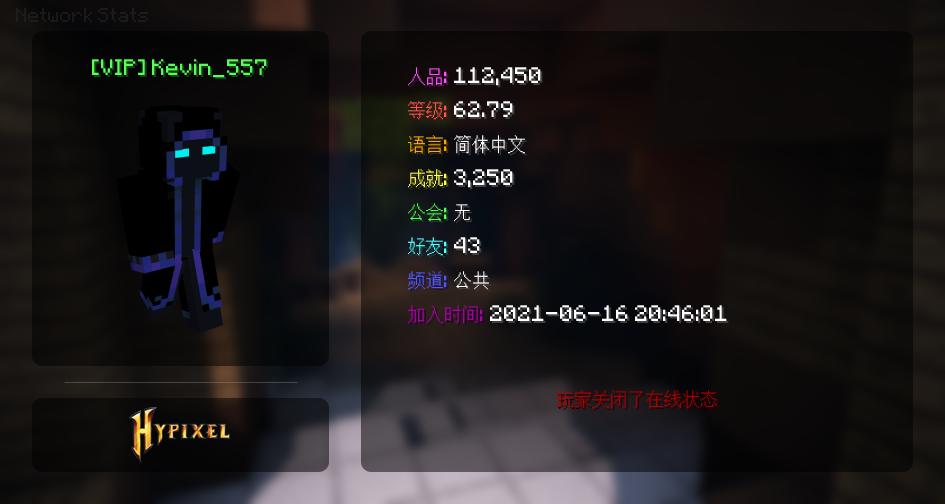 Network Stats
[VIP] Kevin_557
人品: 112,450
等级: 62.79
语言: 简体中文
成就: 3,250
公会: 无
好友: 43
频道: 公共
加入时间: 2021-06-16 20:46:01
玩家关闭了在线状态
HYPIXEL